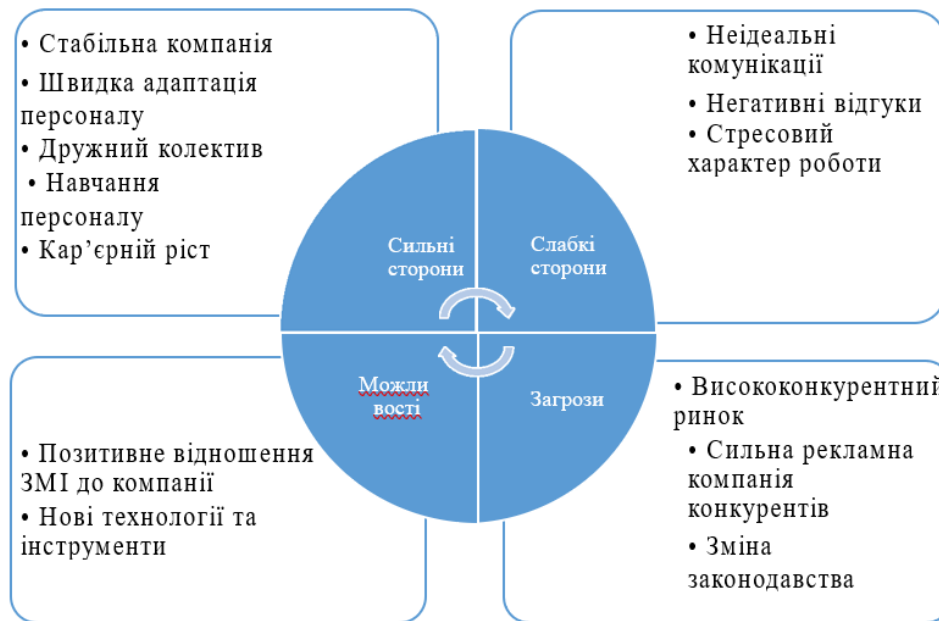 • Стабільна компанія
• Швидка адаптація
персоналу
• Дружний колектив
• Навчання
персоналу
• Кар’єрній ріст
• Неідеальні
комунікації
• Негативні відгуки
• Стресовий
характер роботи
Сильні
сторони
Слабкі
сторони
Можли
вості
Загрози
• Позитивне відношення
ЗМІ до компанії
• Нові технології та
інструменти
• Висококонкурентний
ринок
• Сильна рекламна
компанія
конкурентів
• Зміна
законодавства